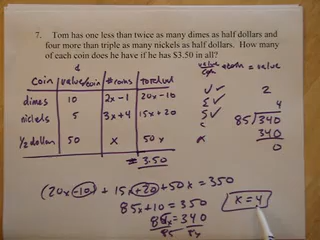 7. Tom has one less than twice as many dimes as half dollars and
four more than triple as many nickels as half dollars. How many
of each coin does he have if he has $3.50 in all?
Coin value/coin # coins Total val
dimes 10 2x-1 20x-10
nickels 5 3x+4 15x+20
1/2 dollar 50 x 50x
= 3.50
2
4
85 340
340
0
(20x-10) + 15x+20 +50x = 350
85x+10 = 350
85x = 340
85 85
x = 4